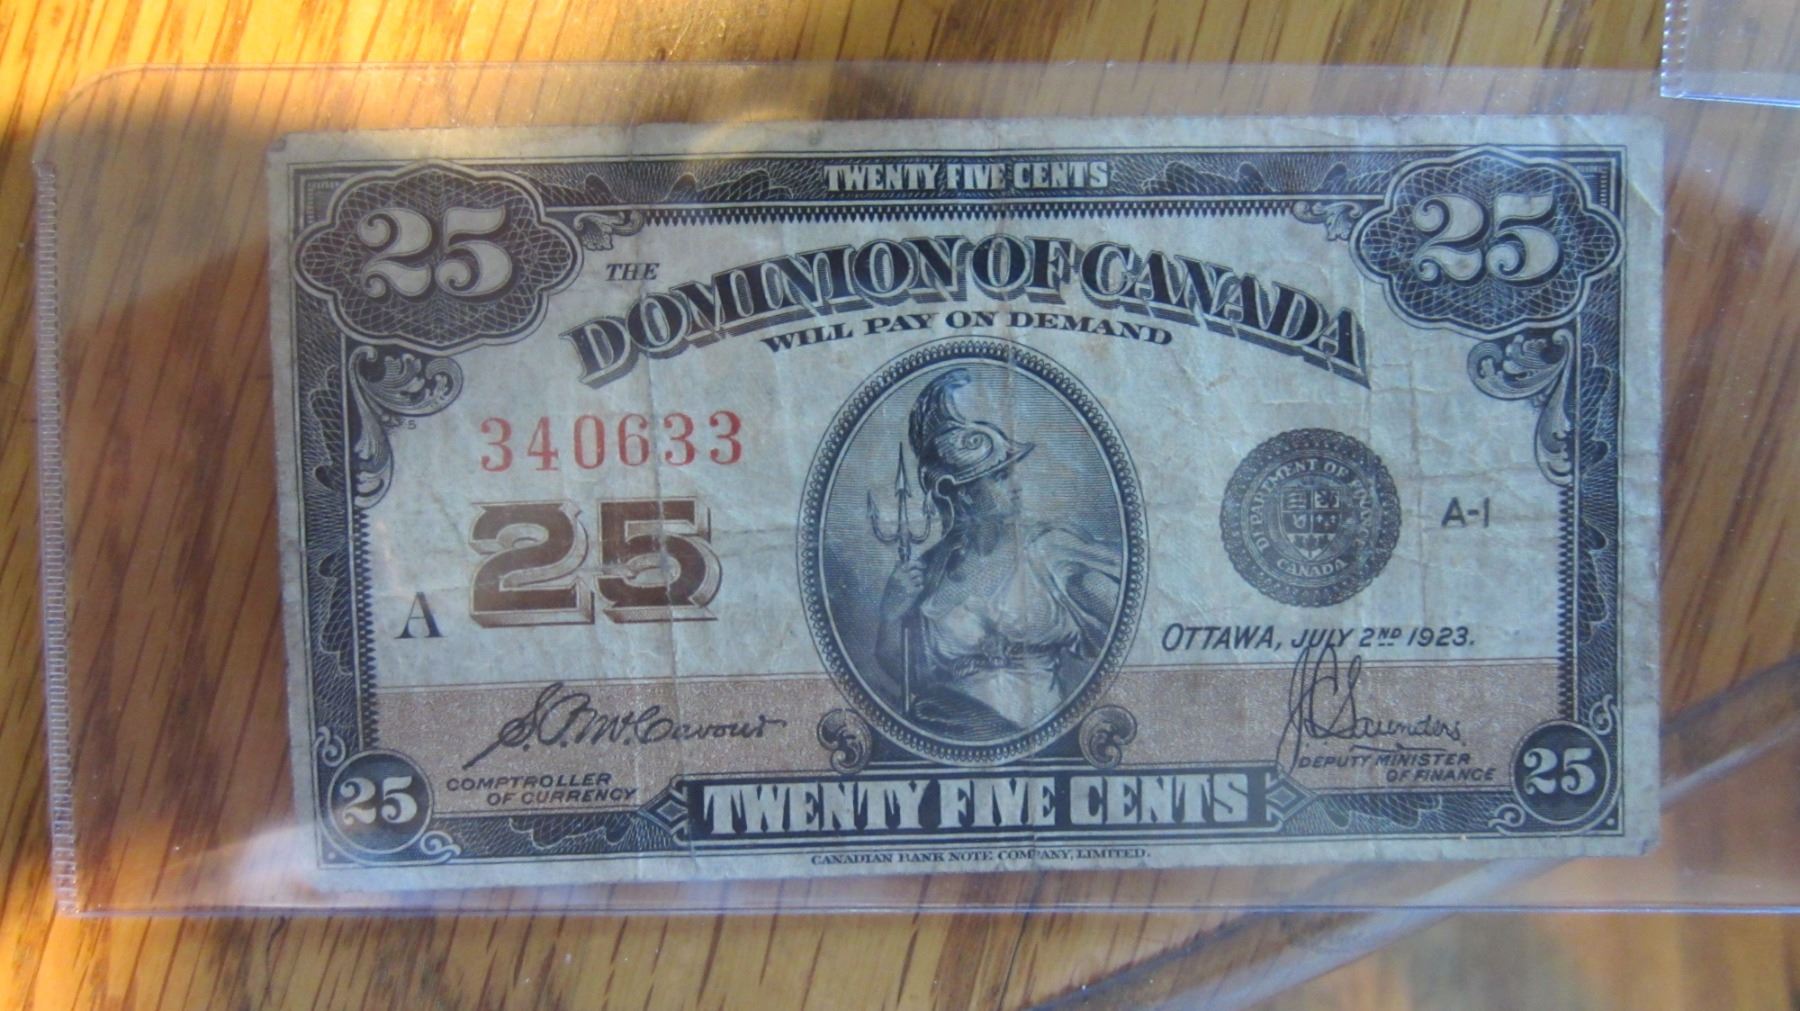 TWENTY FIVE CENTS
25 25
THE
DOMINION OF CANADA
WILL PAY ON DEMAND
340633
25
A
DEPARTMENT OF FINANCE
CANADA
A-1
OTTAWA, JULY 2ND 1923.
J.C. Saunders
DEPUTY MINISTER
OF FINANCE
COMPTROLLER
OF CURRENCY
25 25
TWENTY FIVE CENTS
CANADIAN BANK NOTE COMPANY, LIMITED.